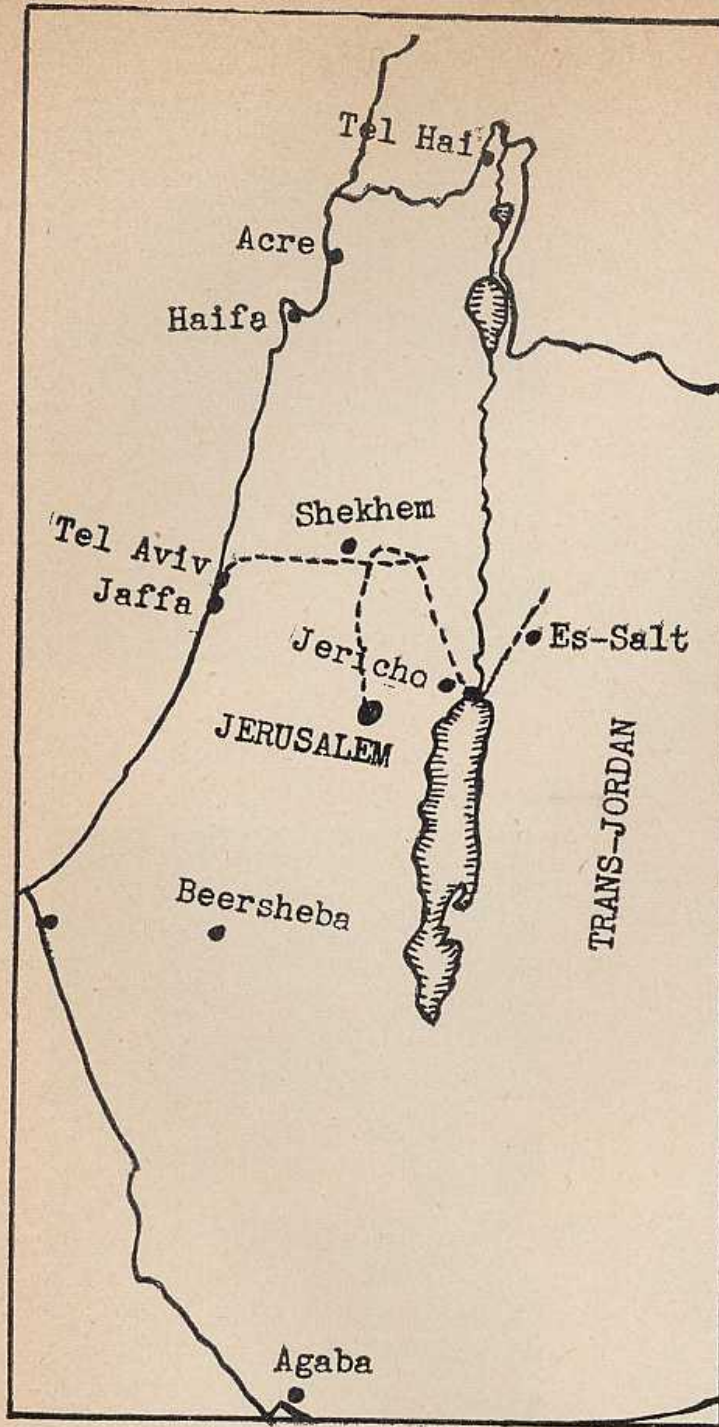 Tel Hai
Acre
Haifa
Shekhem
Tel Aviv
Jaffa
Es-Salt
Jericho
JERUSALEM
TRANS-JORDAN
Beersheba
Agaba